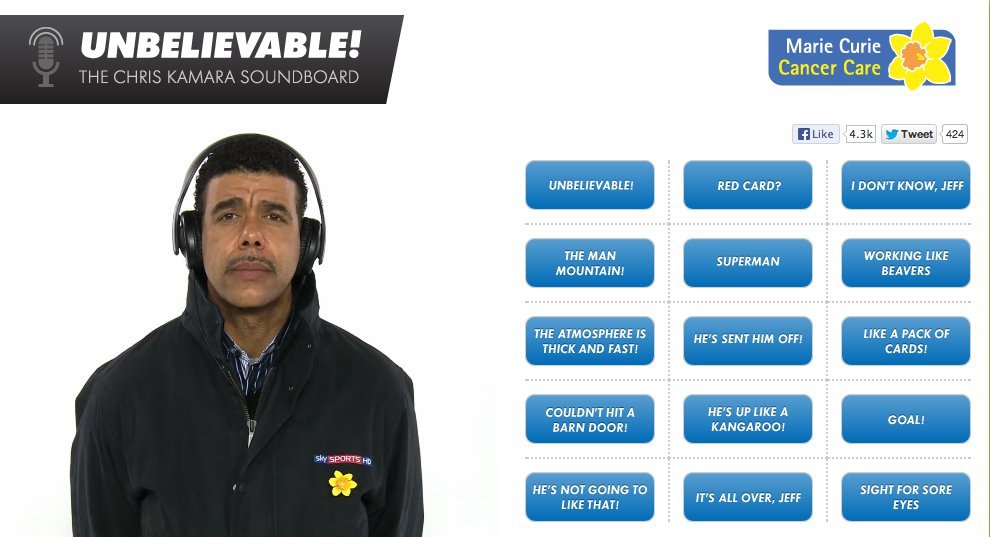 UNBELIEVABLE!
THE CHRIS KAMARA SOUNDBOARD
Marie Curie
Cancer Care
Like
4.3k
Tweet
424
UNBELIEVABLE!
RED CARD?
I DON'T KNOW, JEFF
THE MAN
MOUNTAIN!
SUPERMAN
WORKING LIKE
BEAVERS
THE ATMOSPHERE IS
THICK AND FAST!
HE'S SENT HIM OFF!
LIKE A PACK OF
CARDS!
COULDN'T HIT A
BARN DOOR!
HE'S UP LIKE A
KANGAROO!
GOAL!
HE'S NOT GOING TO
LIKE THAT!
IT'S ALL OVER, JEFF
SIGHT FOR SORE
EYES
sky SPORTS HD